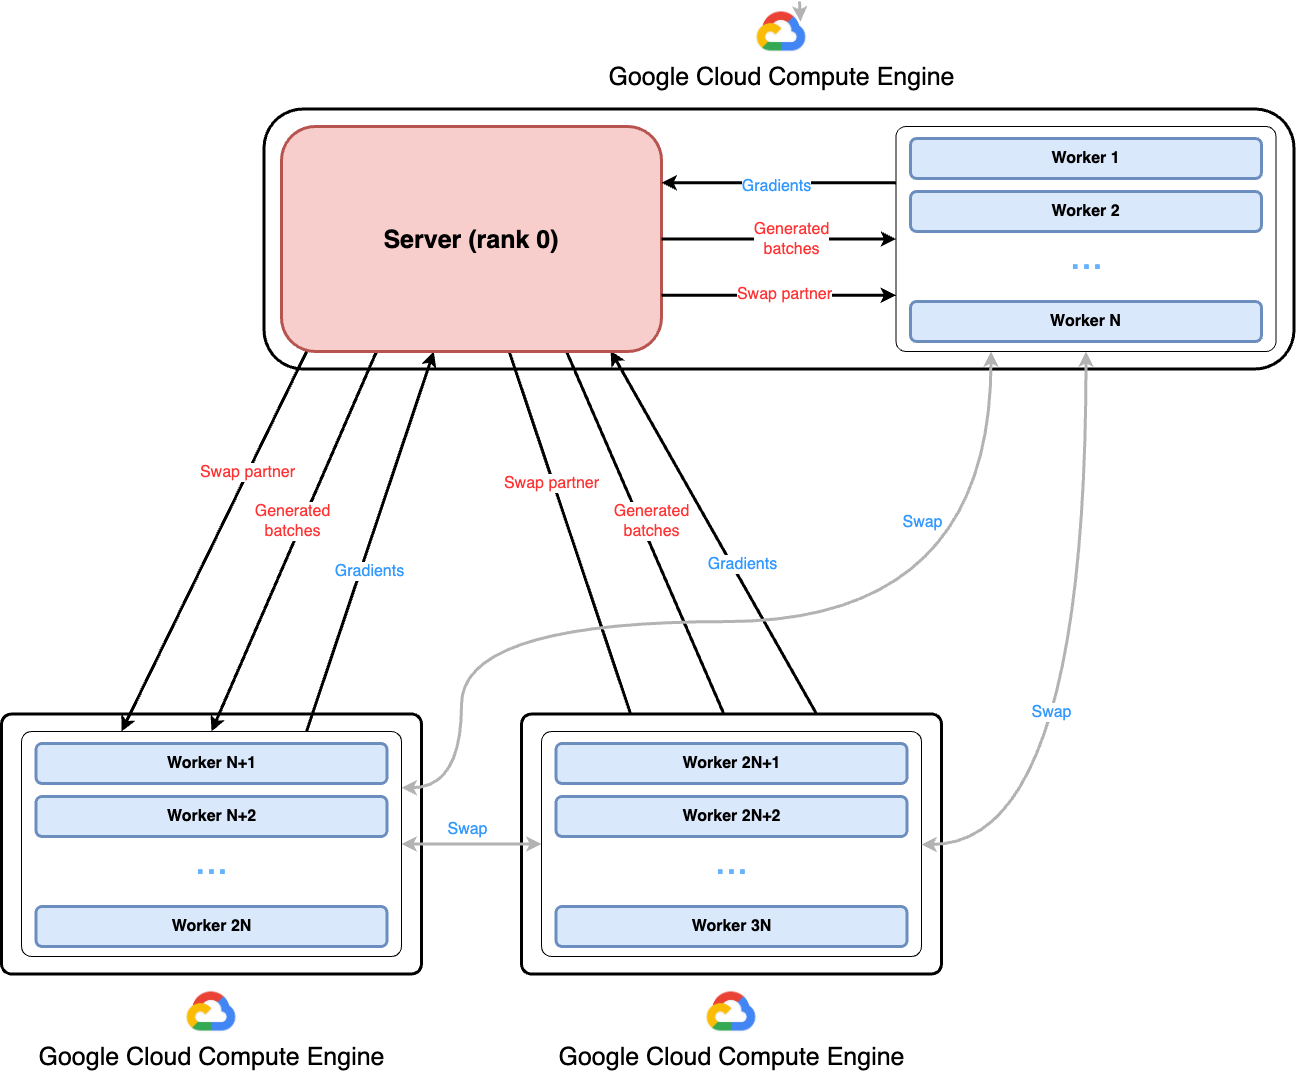 Google Cloud Compute Engine
Server (rank 0)
Gradients
Generated
batches
Swap partner
Worker 1
Worker 2
...
Worker N
Swap partner
Generated
batches
Gradients
Swap partner
Generated
batches
Gradients
Swap
Swap
Worker N+1
Worker N+2
...
Worker 2N
Swap
Worker 2N+1
Worker 2N+2
...
Worker 3N
Google Cloud Compute Engine
Google Cloud Compute Engine